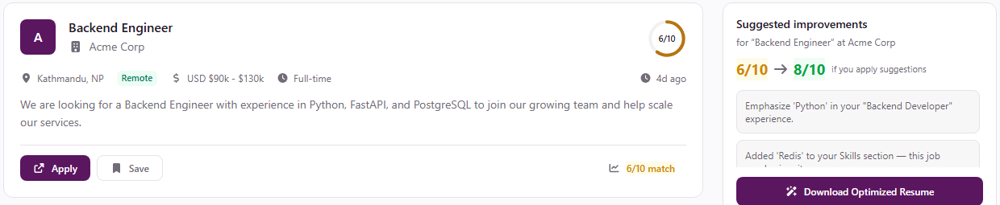 A
Backend Engineer
Acme Corp
6/10
Kathmandu, NP Remote $ USD $90k - $130k Full-time 4d ago
We are looking for a Backend Engineer with experience in Python, FastAPI, and PostgreSQL to join our growing team and help scale
our services.
Apply Save 6/10 match
Suggested improvements
for “Backend Engineer” at Acme Corp
6/10 → 8/10 if you apply suggestions
Emphasize 'Python' in your "Backend Developer"
experience.
Added 'Redis' to your Skills section — this job
Download Optimized Resume